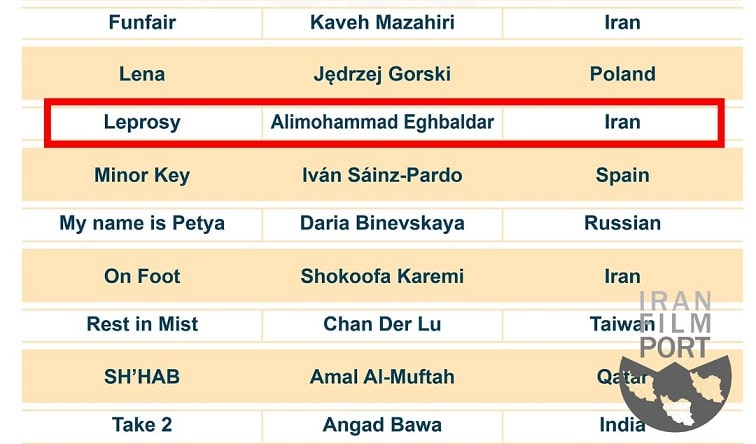 Funfair Kaveh Mazahiri Iran
Lena Jędrzej Gorski Poland
Leprosy Alimohammad Eghbaldar Iran
Minor Key Iván Sáinz-Pardo Spain
My name is Petya Daria Binevskaya Russian
On Foot Shokoofa Karemi Iran
Rest in Mist Chan Der Lu Taiwan
SH’HAB Amal Al-Muftah Qatar
Take 2 Angad Bawa India
IRAN
FILM
PORT